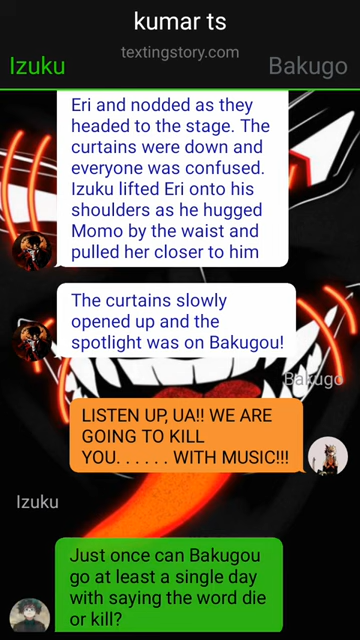 kumar ts
textingstory.com
Izuku
Bakugo
Eri and nodded as they
headed to the stage. The
curtains were down and
everyone was confused.
Izuku lifted Eri onto his
shoulders as he hugged
Momo by the waist and
pulled her closer to him
The curtains slowly
opened up and the
spotlight was on Bakugou!
Bakugo
LISTEN UP, UA!! WE ARE
GOING TO KILL
YOU. . . . . . WITH MUSIC!!!
Izuku
Just once can Bakugou
go at least a single day
with saying the word die
or kill?